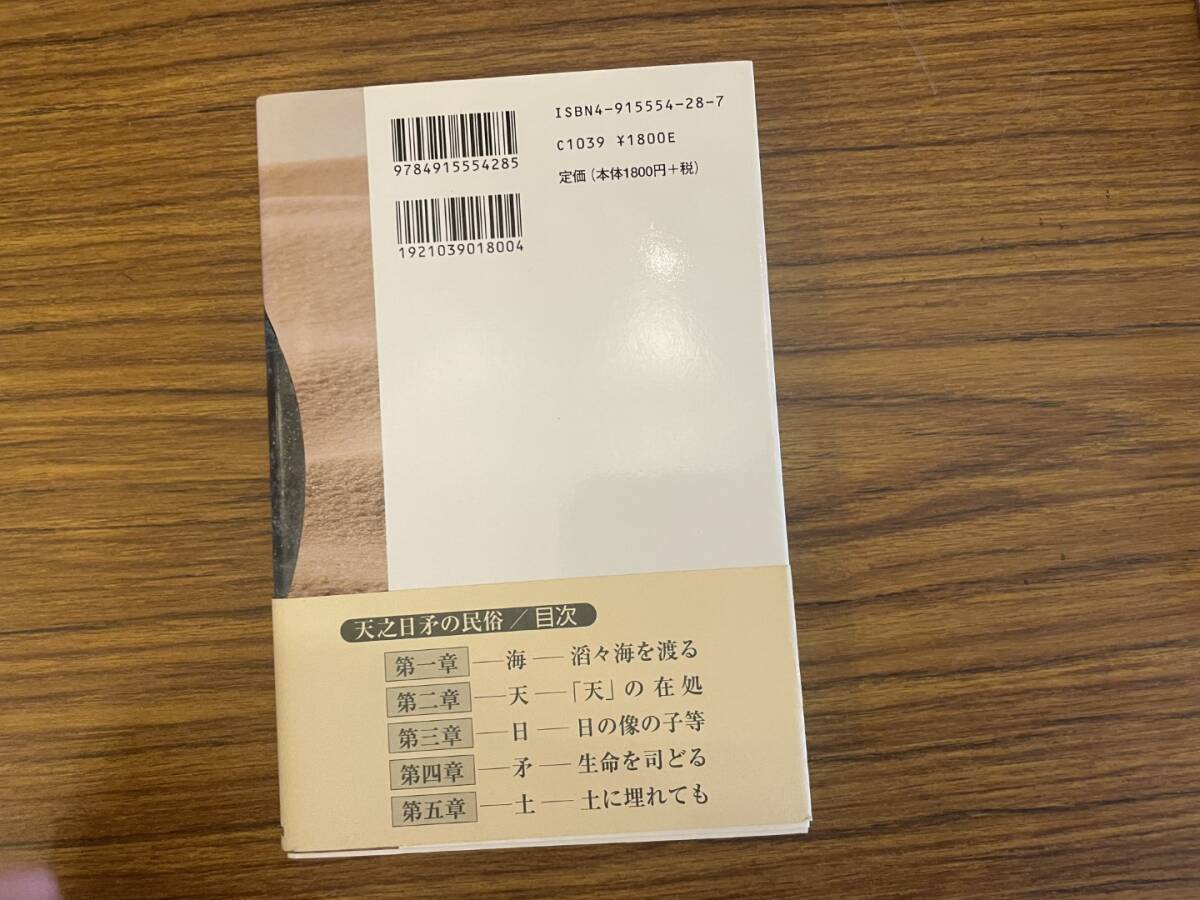 ISBN4-915554-28-7
C1039 ¥1800E
定価(本体1800円+税)
9784915554285
1921039018004
天之日矛の民俗/目次
第一章—海—滔々海を渡る
第二章—天—「天」の在処
第三章—日—日の像の子等
第四章—矛—生命を司どる
第五章—土—土に埋れても